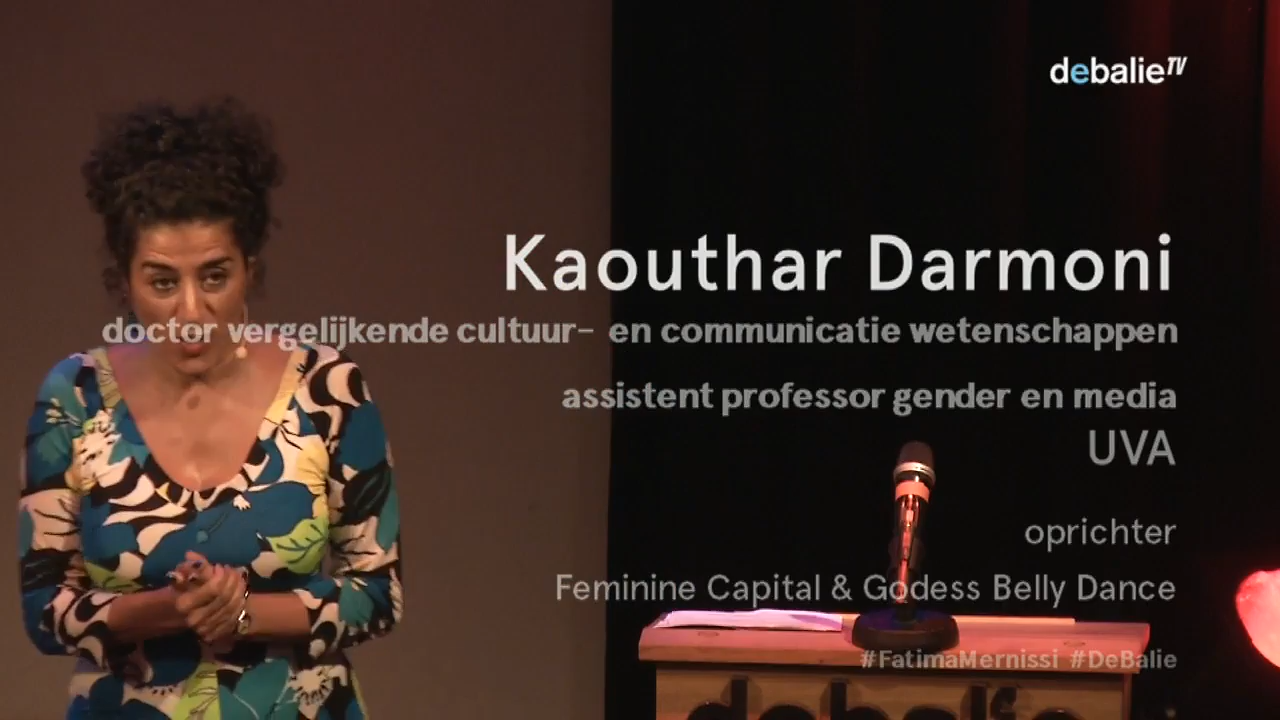 debalieTV
Kaouthar Darmoni
doctor vergelijkende cultuur- en communicatie wetenschappen
assistent professor gender en media
UVA
oprichter
Feminine Capital & Godess Belly Dance
#FatimaMernissi #DeBalie
debalie